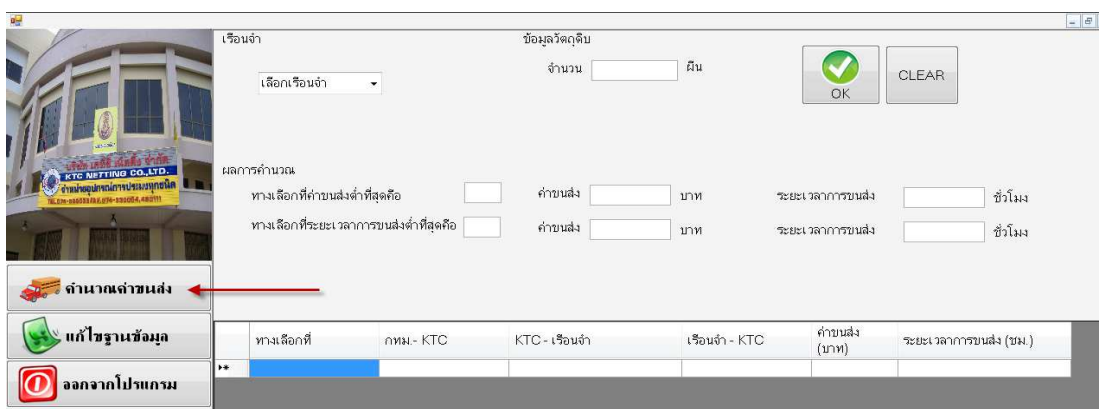 เรือนจำ
ข้อมูลวัตถุดิบ
จำนวน ผืน
เลือกเรือนจำ
OK
CLEAR
KTC NETTING CO.,LTD.
ผลการคำนวณ
ทางเลือกที่ค่าขนส่งต่ำที่สุดคือ ค่าขนส่ง บาท ระยะเวลาการขนส่ง ชั่วโมง
ทางเลือกที่ระยะเวลาการขนส่งต่ำที่สุดคือ ค่าขนส่ง บาท ระยะเวลาการขนส่ง ชั่วโมง
คำนวณค่าขนส่ง
แก้ไขฐานข้อมูล
ออกจากโปรแกรม
ทางเลือกที่ กทม.- KTC KTC - เรือนจำ เรือนจำ - KTC ค่าขนส่ง (บาท) ระยะเวลาการขนส่ง (ชม.)